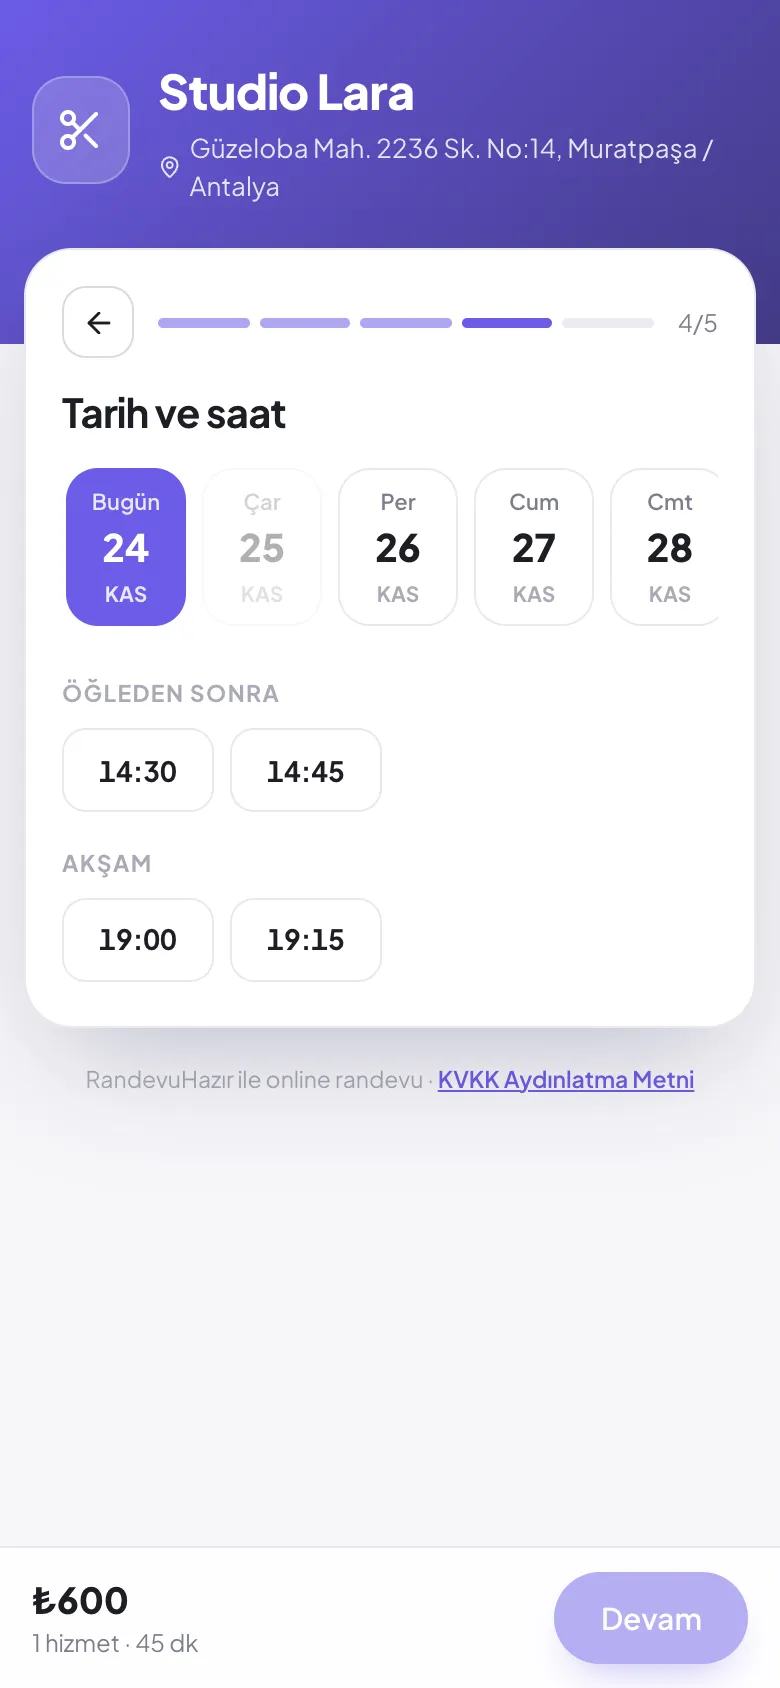 Studio Lara
Güzeloba Mah. 2236 Sk. No:14, Muratpaşa /
Antalya
4/5
Tarih ve saat
Bugün
24
KAS
Çar
25
KAS
Per
26
KAS
Cum
27
KAS
Cmt
28
KAS
ÖĞLEDEN SONRA
14:30
14:45
AKŞAM
19:00
19:15
RandevuHazır ile online randevu · KVKK Aydınlatma Metni
₺600
1 hizmet · 45 dk
Devam